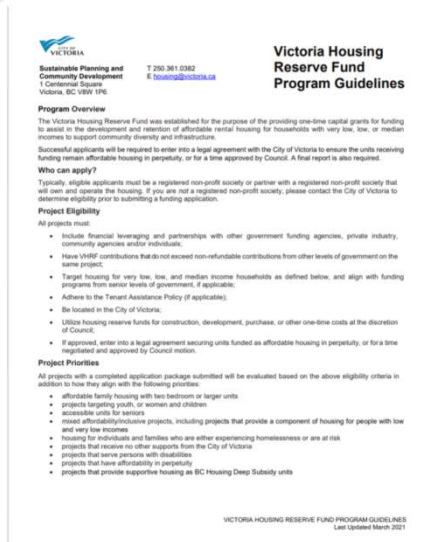 CITY OF
VICTORIA
Sustainable Planning and
Community Development
1 Centennial Square
Victoria, BC V8W 1P6
T 250.361.0382
E housing@victoria.ca
Victoria Housing
Reserve Fund
Program Guidelines
Program Overview
The Victoria Housing Reserve Fund was established for the purpose of the providing one-time capital grants for funding
to assist in the development and retention of affordable rental housing for households with very low, low, or median
incomes to support community diversity and infrastructure.
Successful applicants will be required to enter into a legal agreement with the City of Victoria to ensure the units receiving
funding remain affordable housing in perpetuity, or for a time approved by Council. A final report is also required.
Who can apply?
Typically, eligible applicants must be a registered non-profit society or partner with a registered non-profit society that
will own and operate the housing. If you are not a registered non-profit society, please contact the City of Victoria to
determine eligibility prior to submitting a funding application.
Project Eligibility
All projects must:
• Include financial leveraging and partnerships with other government funding agencies, private industry,
community agencies and/or individuals;
• Have VHRF contributions that do not exceed non-refundable contributions from other levels of government on the
same project;
• Target housing for very low, low, and median income households as defined below, and align with funding
programs from senior levels of government, if applicable;
• Adhere to the Tenant Assistance Policy (if applicable);
• Be located in the City of Victoria;
• Utilize housing reserve funds for construction, development, purchase, or other one-time costs at the discretion
of Council;
• If approved, enter into a legal agreement securing units funded as affordable housing in perpetuity, or for a time
negotiated and approved by Council motion.
Project Priorities
All projects with a completed application package submitted will be evaluated based on the above eligibility criteria in
addition to how they align with the following priorities:
• affordable family housing with two bedroom or larger units
• projects targeting youth, or women and children
• accessible units for seniors
• mixed affordability/inclusive projects, including projects that provide a component of housing for people with low
and very low incomes
• housing for individuals and families who are either experiencing homelessness or are at risk
• projects that receive no other supports from the City of Victoria
• projects that serve persons with disabilities
• projects that have affordability in perpetuity
• projects that provide supportive housing as BC Housing Deep Subsidy units
VICTORIA HOUSING RESERVE FUND PROGRAM GUIDELINES
Last Updated March 2021